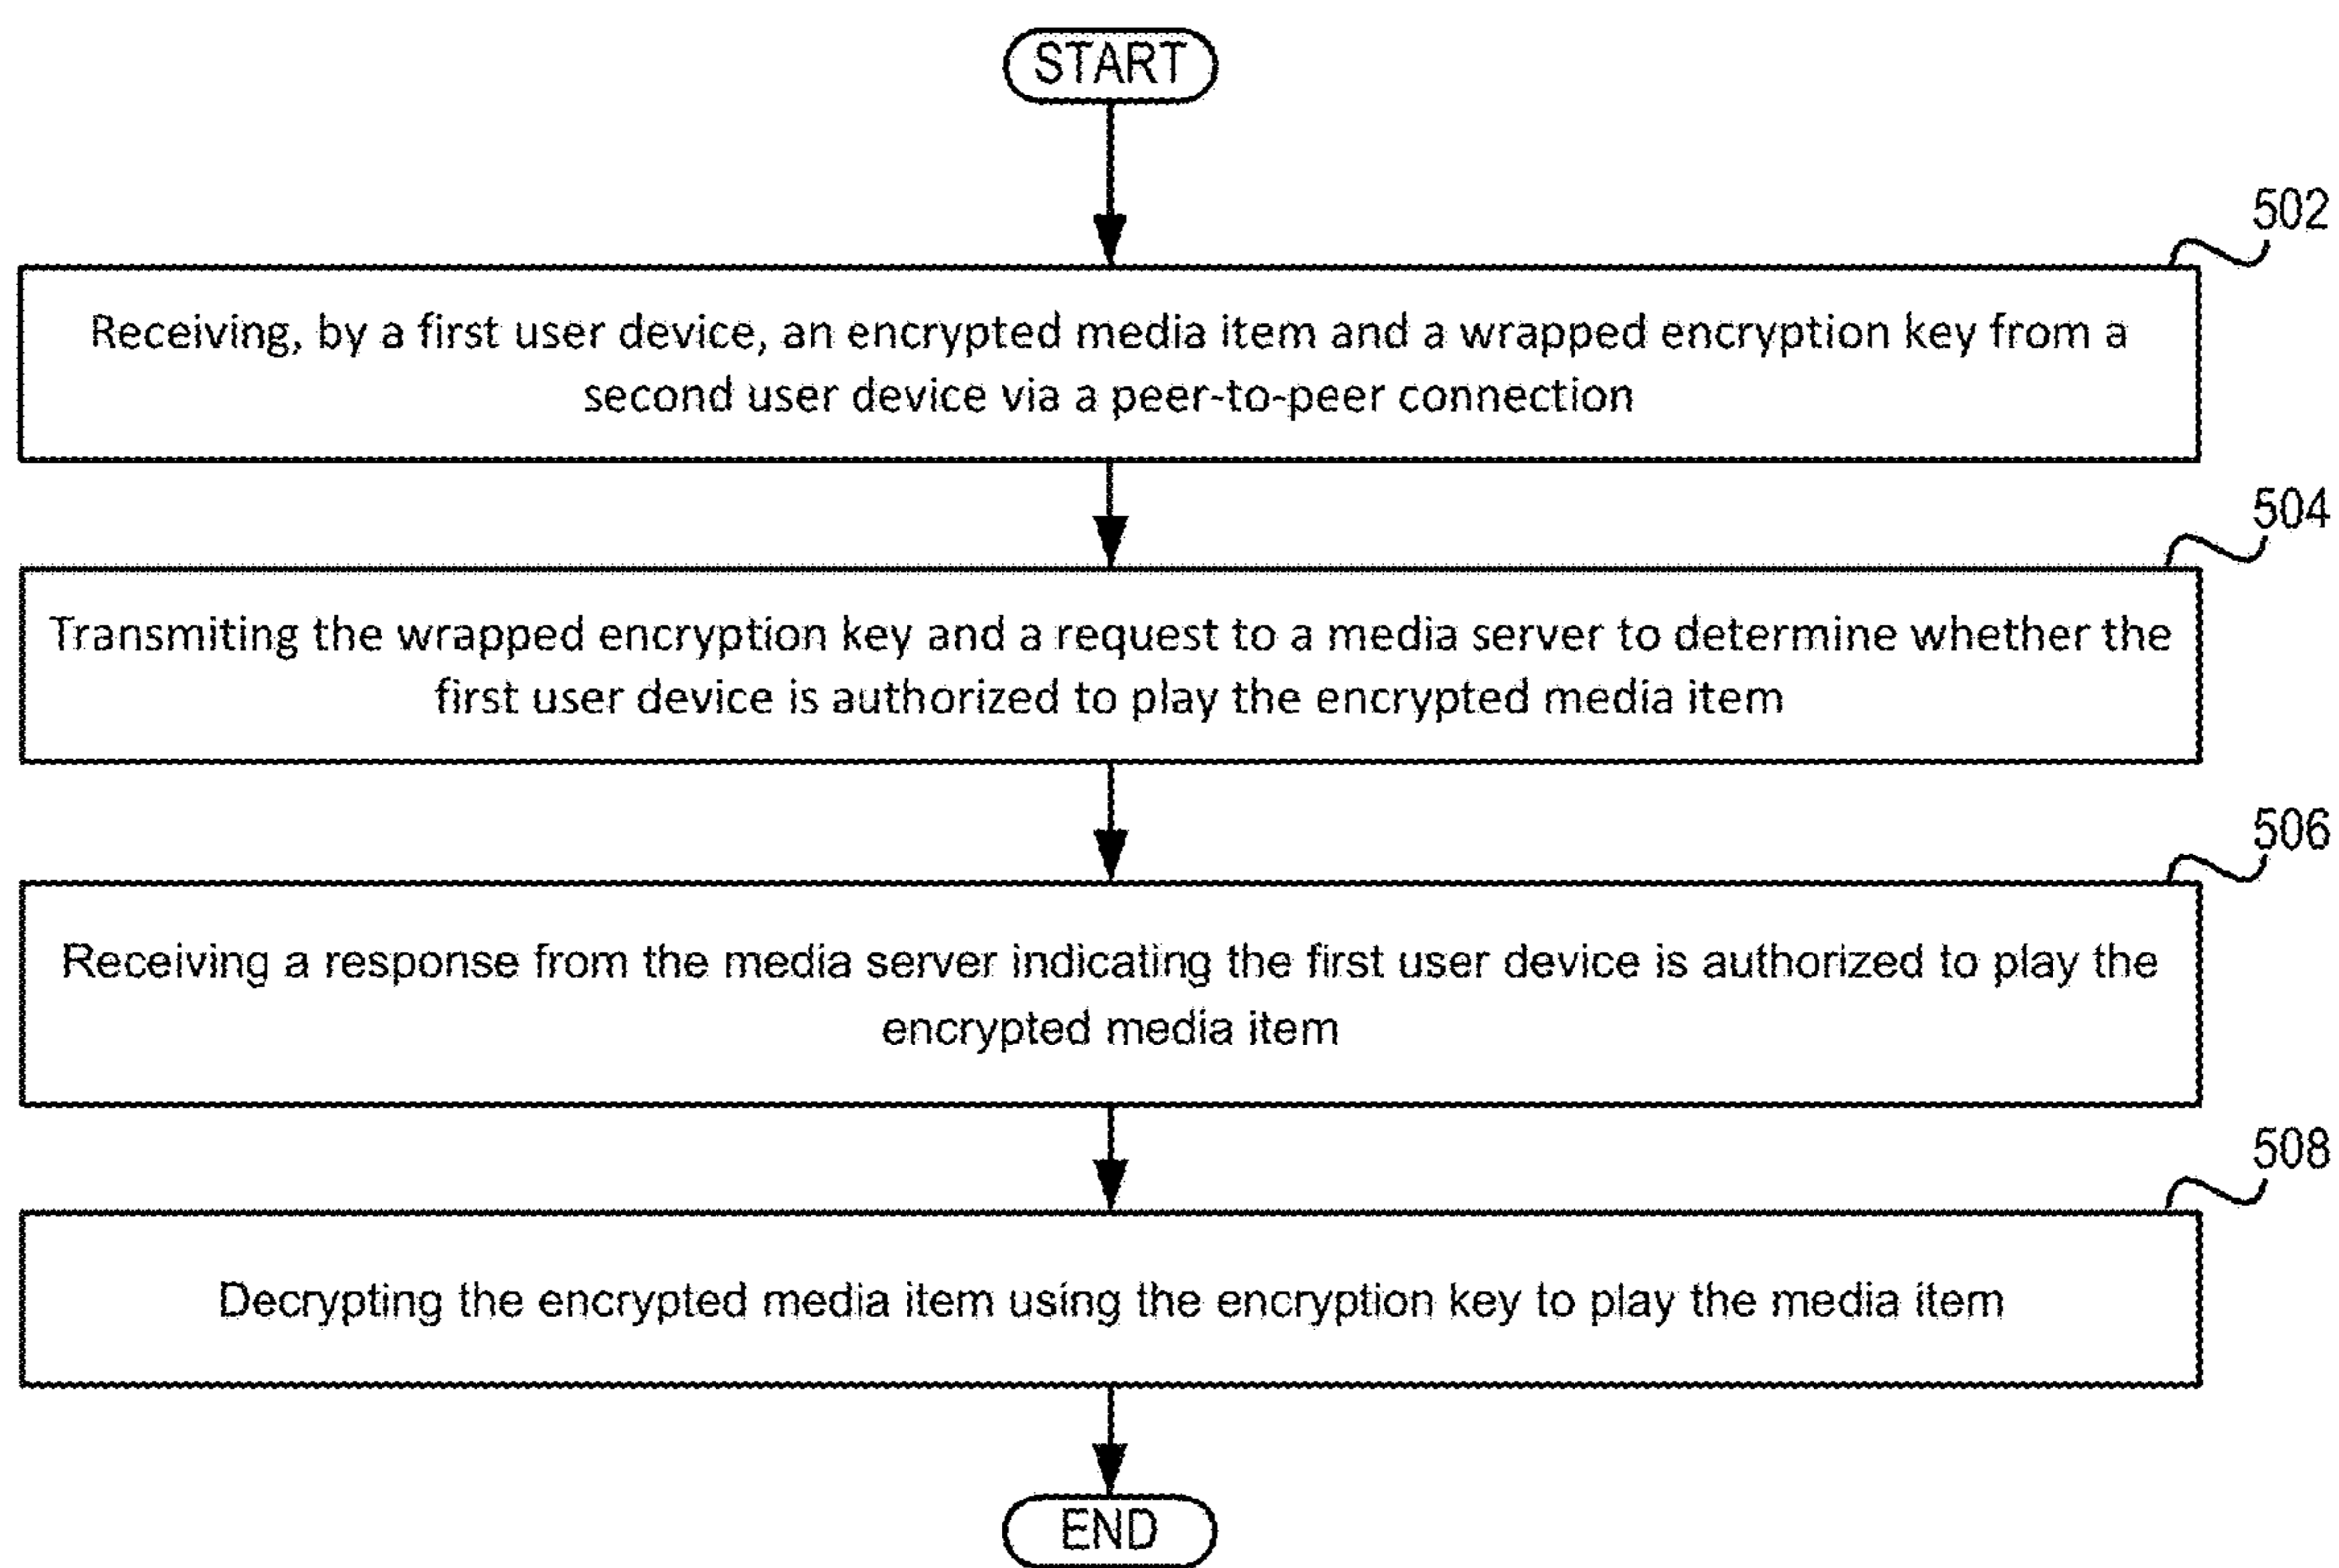 START
502
Receiving, by a first user device, an encrypted media item and a wrapped encryption key from a
second user device via a peer-to-peer connection
504
Transmiting the wrapped encryption key and a request to a media server to determine whether the
first user device is authorized to play the encrypted media item
506
Receiving a response from the media server indicating the first user device is authorized to play the
encrypted media item
508
Decrypting the encrypted media item using the encryption key to play the media item
END